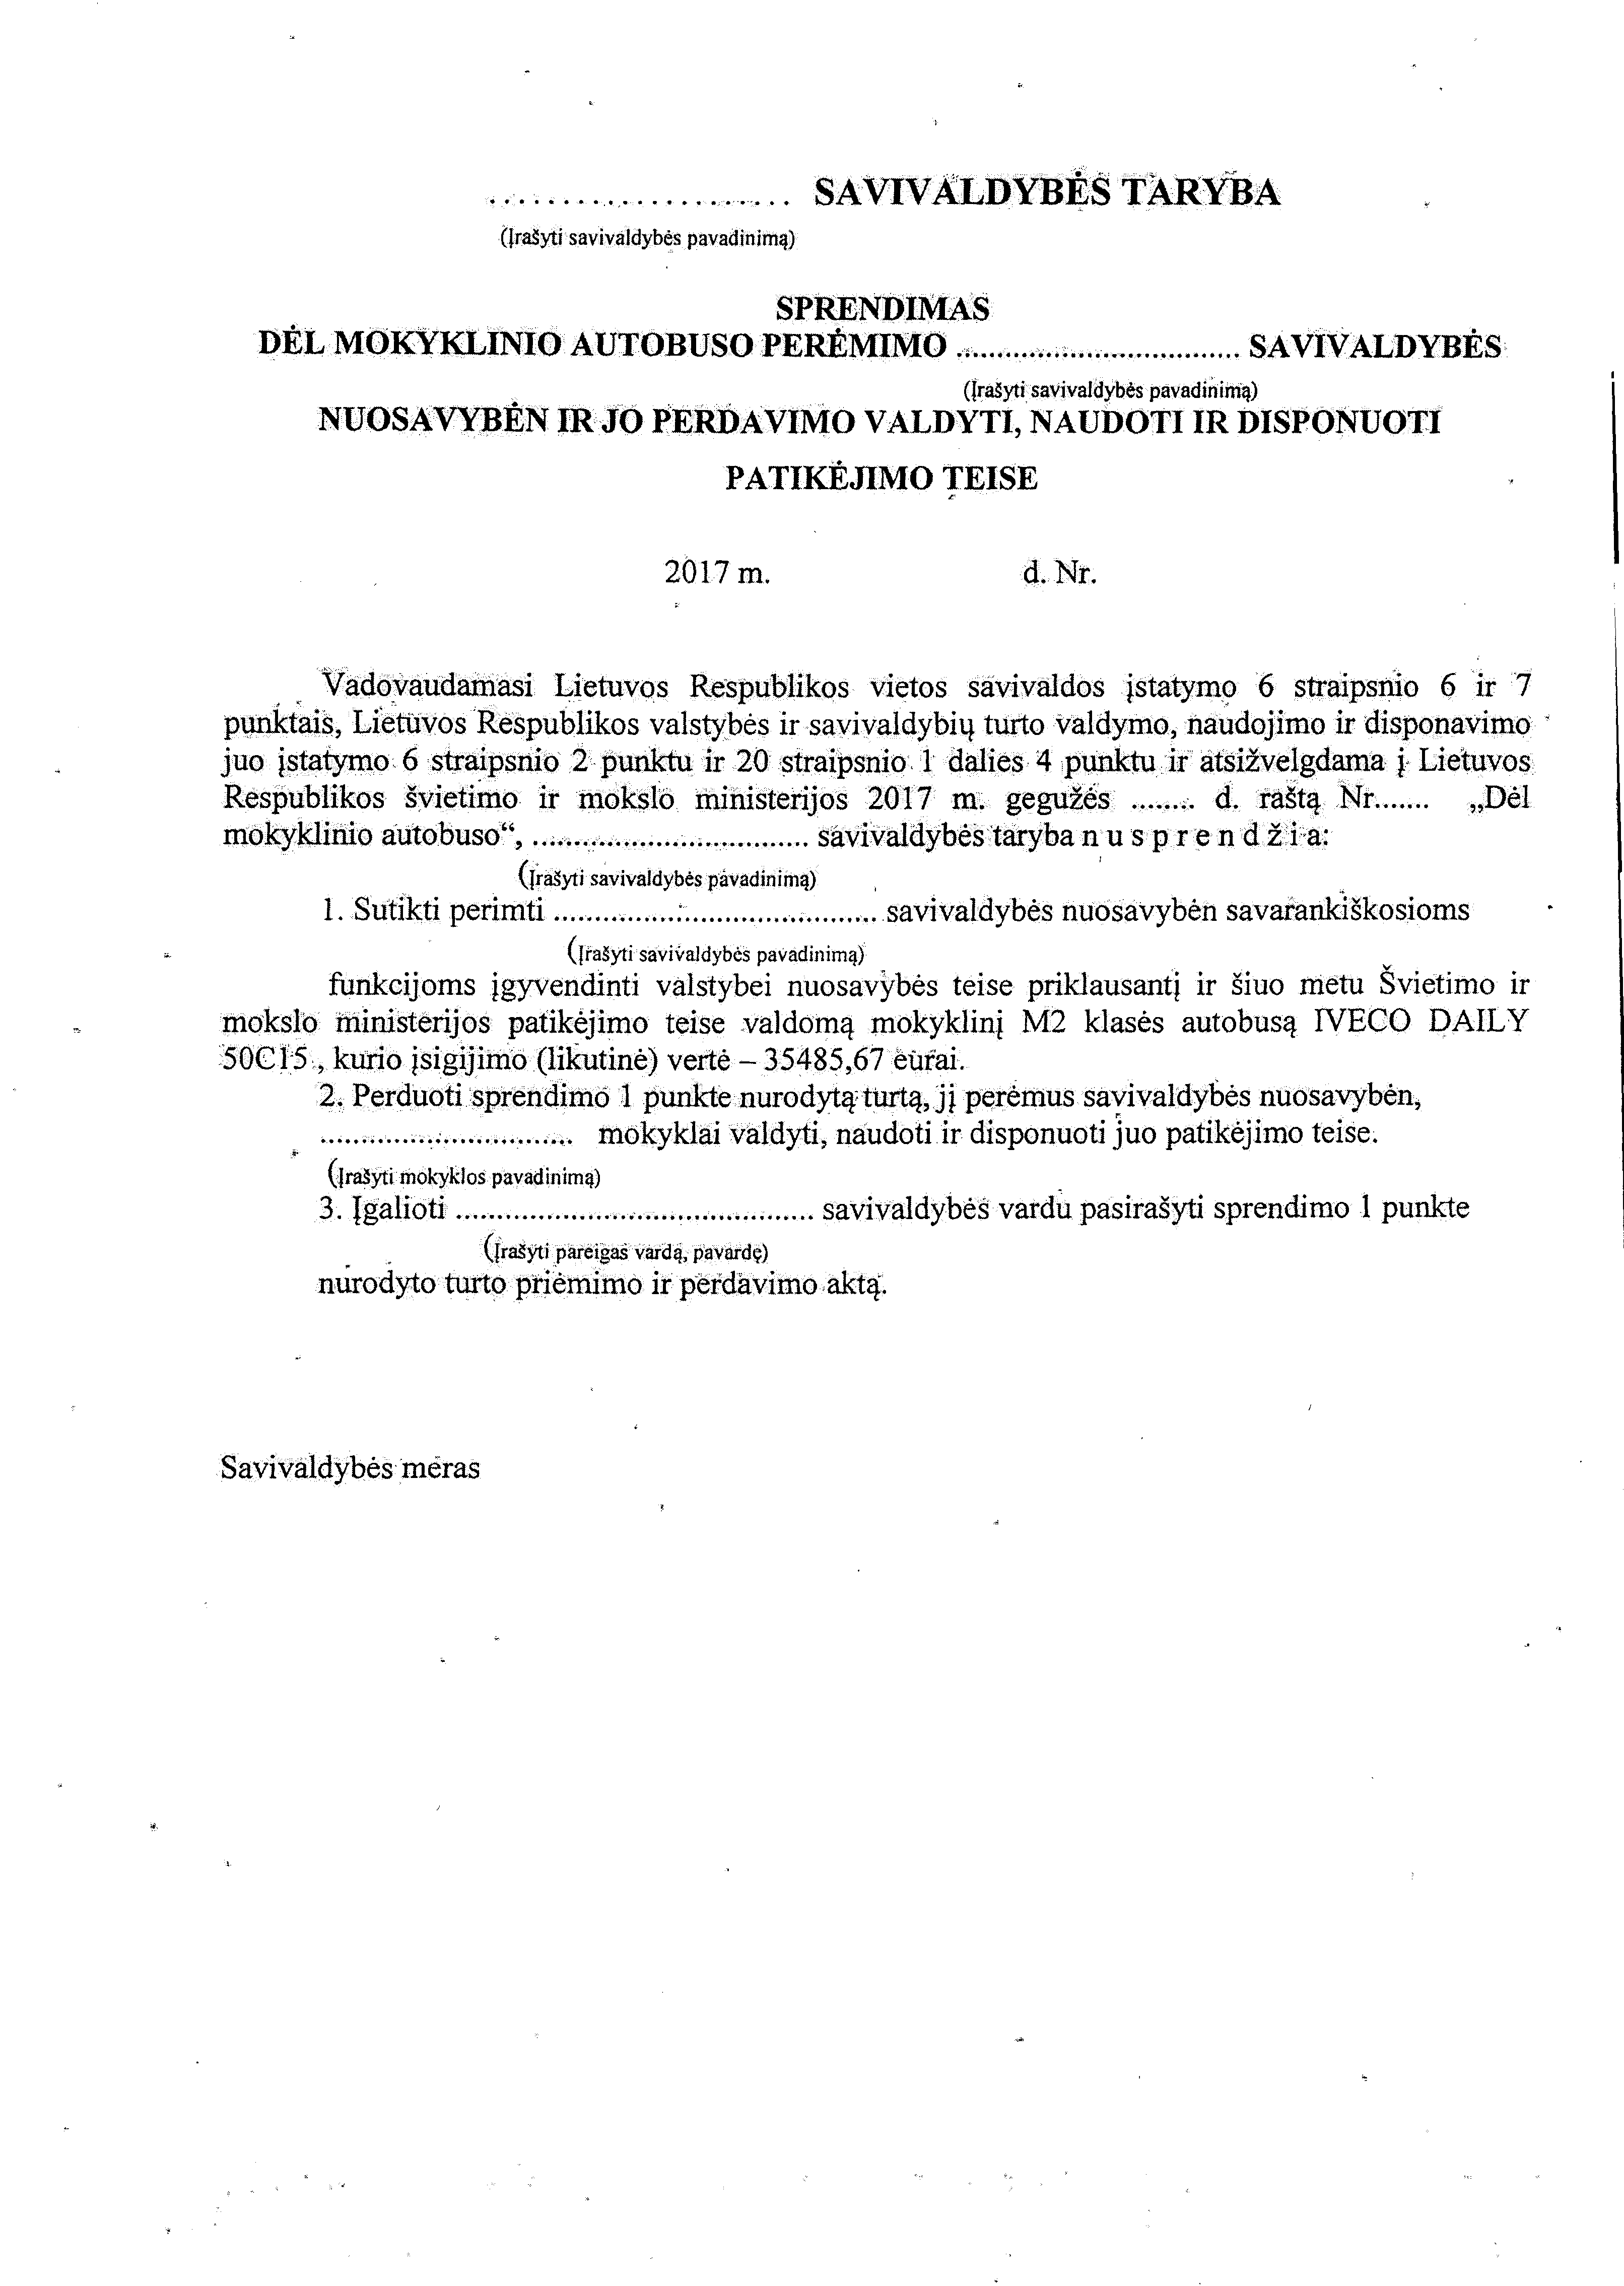 ...................... SAVIVALDYBĖS TARYBA
(Įrašyti savivaldybės pavadinimą)
SPRENDIMAS
DĖL MOKYKLINIO AUTOBUSO PERĖMIMO ................................ SAVIVALDYBĖS
(Įrašyti savivaldybės pavadinimą)
NUOSAVYBĖN IR JO PERDAVIMO VALDYTI, NAUDOTI IR DISPONUOTI
PATIKĖJIMO TEISE
2017 m. d. Nr.
Vadovaudamasi Lietuvos Respublikos vietos savivaldos įstatymo 6 straipsnio 6 ir 7
punktais, Lietuvos Respublikos valstybės ir savivaldybių turto valdymo, naudojimo ir disponavimo
juo įstatymo 6 straipsnio 2 punktu ir 20 straipsnio 1 dalies 4 punktu ir atsižvelgdama į Lietuvos
Respublikos švietimo ir mokslo ministerijos 2017 m. gegužės ........ d. raštą Nr....... „Dėl
mokyklinio autobuso“, ................................ savivaldybės taryba n u s p r e n d ž i a:
(Įrašyti savivaldybės pavadinimą)
1. Sutikti perimti ...................................... savivaldybės nuosavybėn savarankiškosioms
(Įrašyti savivaldybės pavadinimą)
funkcijoms įgyvendinti valstybei nuosavybės teise priklausantį ir šiuo metu Švietimo ir
mokslo ministerijos patikėjimo teise valdomą mokyklinį M2 klasės autobusą IVECO DAILY
50C15., kurio įsigijimo (likutinė) vertė – 35485,67 eurai.
2. Perduoti sprendimo 1 punkte nurodytą turtą, jį perėmus savivaldybės nuosavybėn,
.............................. mokyklai valdyti, naudoti ir disponuoti juo patikėjimo teise.
(Įrašyti mokyklos pavadinimą)
3. Įgalioti .......................................... savivaldybės vardu pasirašyti sprendimo 1 punkte
(Įrašyti pareigas vardą, pavardę)
nurodyto turto priėmimo ir perdavimo aktą.
Savivaldybės meras